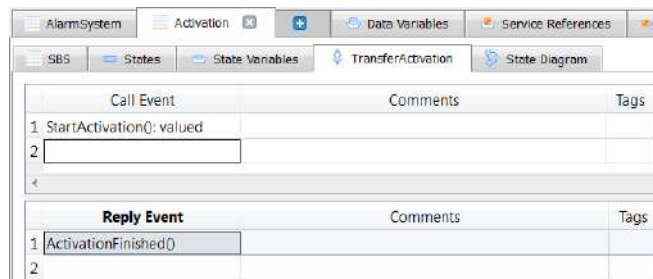 AlarmSystem Activation Data Variables Service References
SBS States State Variables TransferActivation State Diagram
Call Event Comments Tags
1 StartActivation(): valued
2
Reply Event Comments Tags
1 ActivationFinished()
2